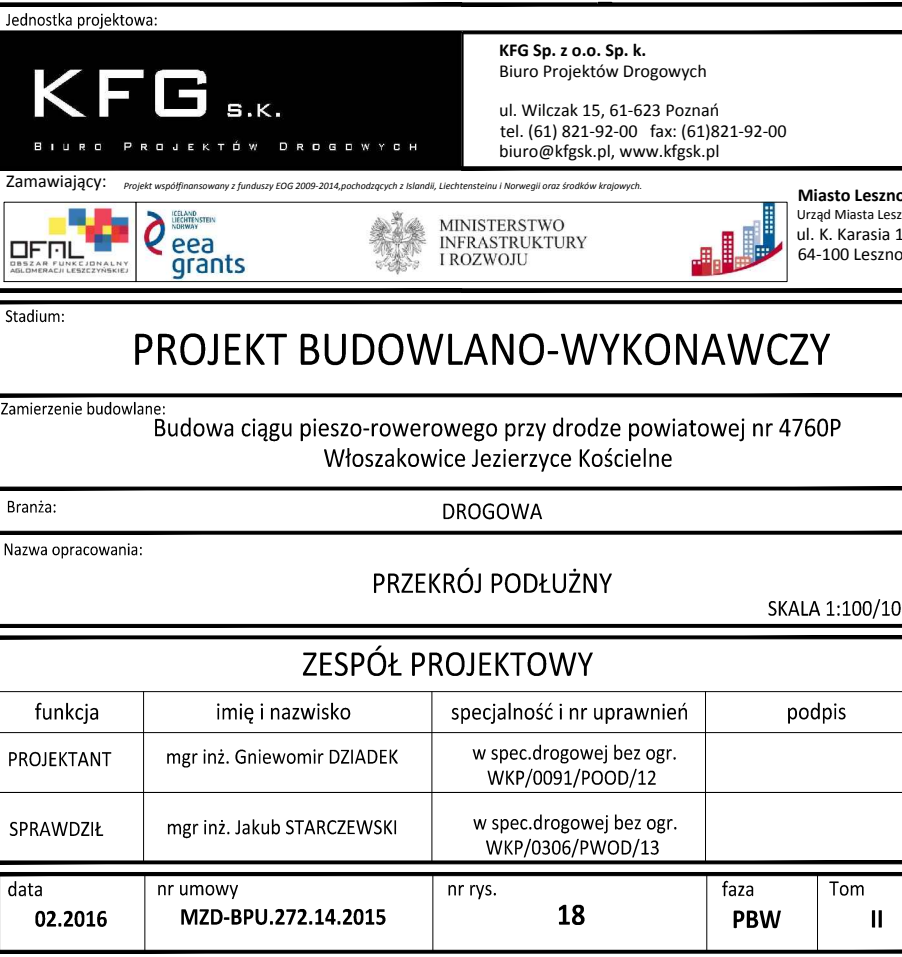 Jednostka projektowa:
KFG S.K.
BIURO PROJEKTÓW DROGOWYCH
KFG Sp. z o.o. Sp. k.
Biuro Projektów Drogowych
ul. Wilczak 15, 61-623 Poznań
tel. (61) 821-92-00 fax: (61)821-92-00
biuro@kfgsk.pl, www.kfgsk.pl
Zamawiający: Projekt współfinansowany z funduszy EOG 2009-2014,pochodzących z Islandii, Liechtensteinu i Norwegii oraz środków krajowych.
OFAL
OBSZAR FUNKCJONALNY
AGLOMERACJI LESZCZYŃSKIEJ
ICELAND
LIECHTENSTEIN
NORWAY
eea
grants
MINISTERSTWO
INFRASTRUKTURY
I ROZWOJU
Miasto Leszno
Urząd Miasta Lesz
ul. K. Karasia 1
64-100 Leszno
Stadium:
PROJEKT BUDOWLANO-WYKONAWCZY
Zamierzenie budowlane:
Budowa ciągu pieszo-rowerowego przy drodze powiatowej nr 4760P
Włoszakowice Jezierzyce Kościelne
Branża:
DROGOWA
Nazwa opracowania:
PRZEKRÓJ PODŁUŻNY
SKALA 1:100/10
ZESPÓŁ PROJEKTOWY
funkcja imię i nazwisko specjalność i nr uprawnień podpis
PROJEKTANT mgr inż. Gniewomir DZIADEK w spec.drogowej bez ogr.
WKP/0091/POOD/12
SPRAWDZIŁ mgr inż. Jakub STARCZEWSKI w spec.drogowej bez ogr.
WKP/0306/PWOD/13
data nr umowy nr rys. faza Tom
02.2016 MZD-BPU.272.14.2015 18 PBW II